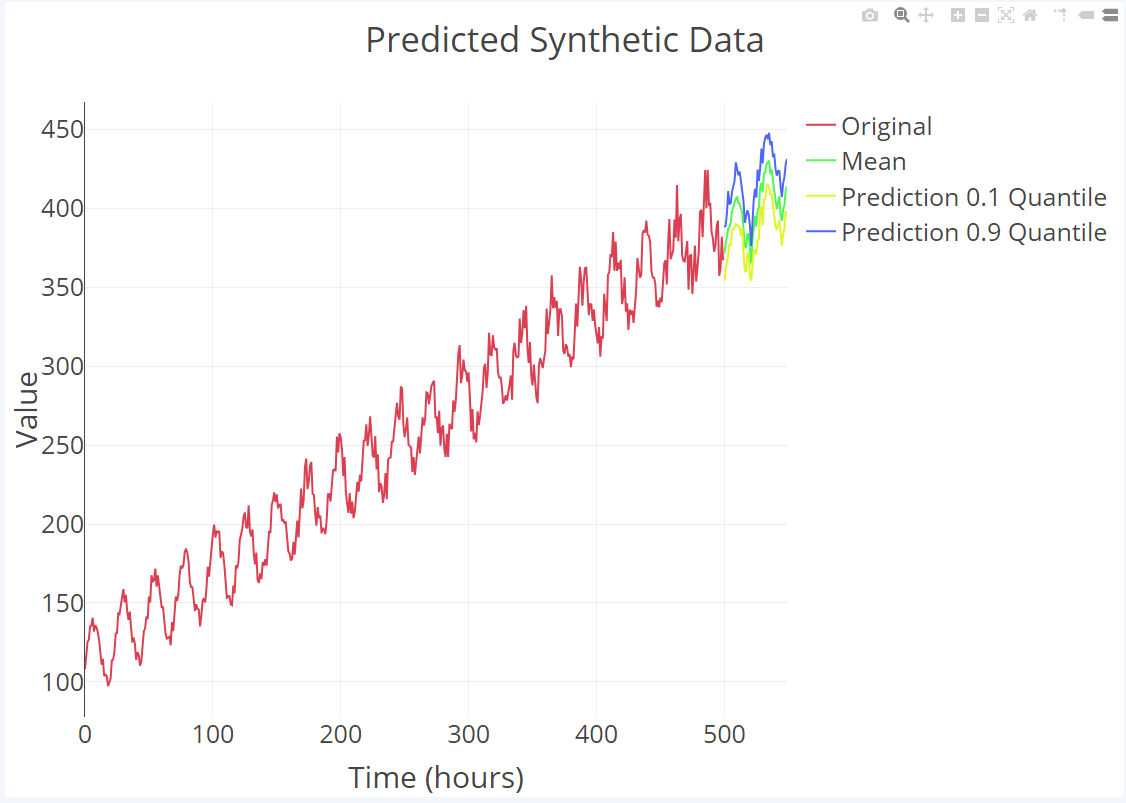 Predicted Synthetic Data
450
400
350
300
250
200
150
100
Value
0 100 200 300 400 500
Time (hours)
Original
Mean
Prediction 0.1 Quantile
Prediction 0.9 Quantile